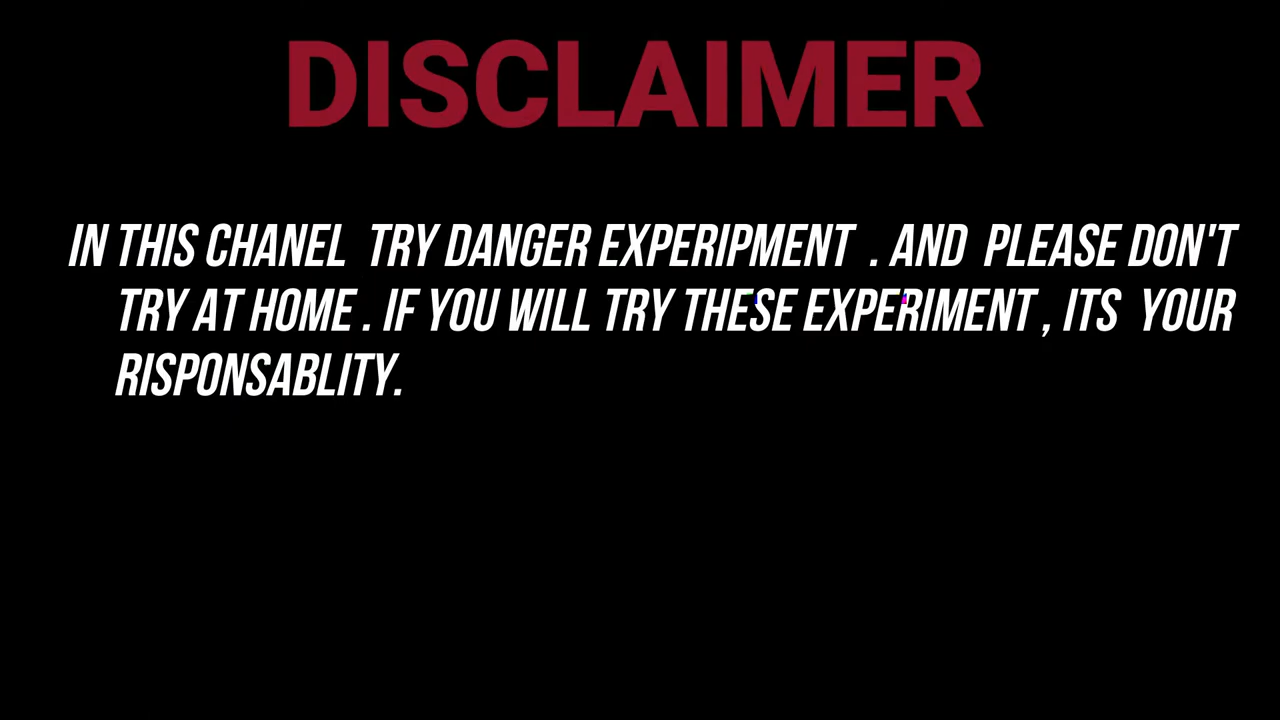 DISCLAIMER
IN THIS CHANEL TRY DANGER EXPERIPMENT . AND PLEASE DON'T
TRY AT HOME . IF YOU WILL TRY THESE EXPERIMENT , ITS YOUR
RISPONSABLITY.